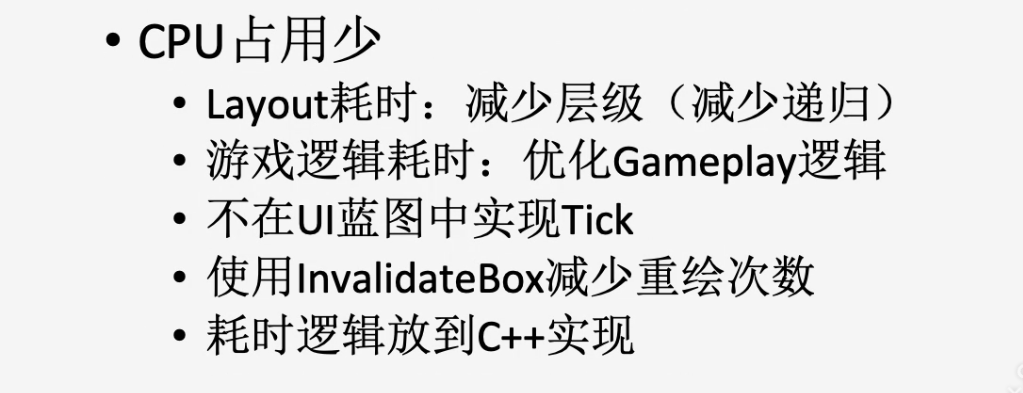 • CPU占用少
• Layout耗时：减少层级（减少递归）
• 游戏逻辑耗时：优化Gameplay逻辑
• 不在UI蓝图中实现Tick
• 使用InvalidateBox减少重绘次数
• 耗时逻辑放到C++实现